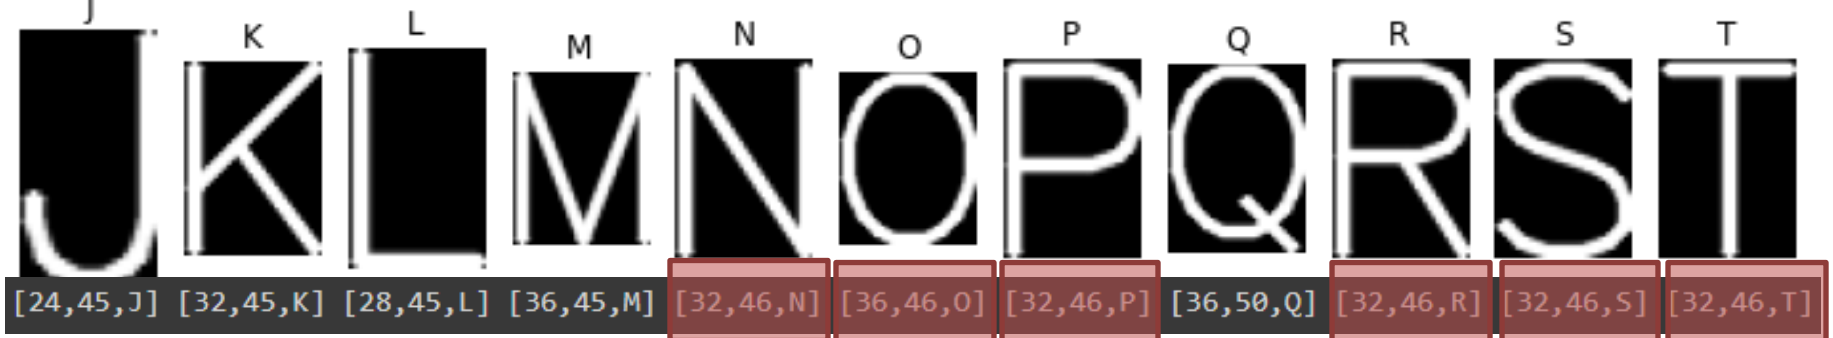 J K L M N O P Q R S T
J K L M N O P Q R S T
[24,45,J] [32,45,K] [28,45,L] [36,45,M] [32,46,N] [36,46,O] [32,46,P] [36,50,Q] [32,46,R] [32,46,S] [32,46,T]